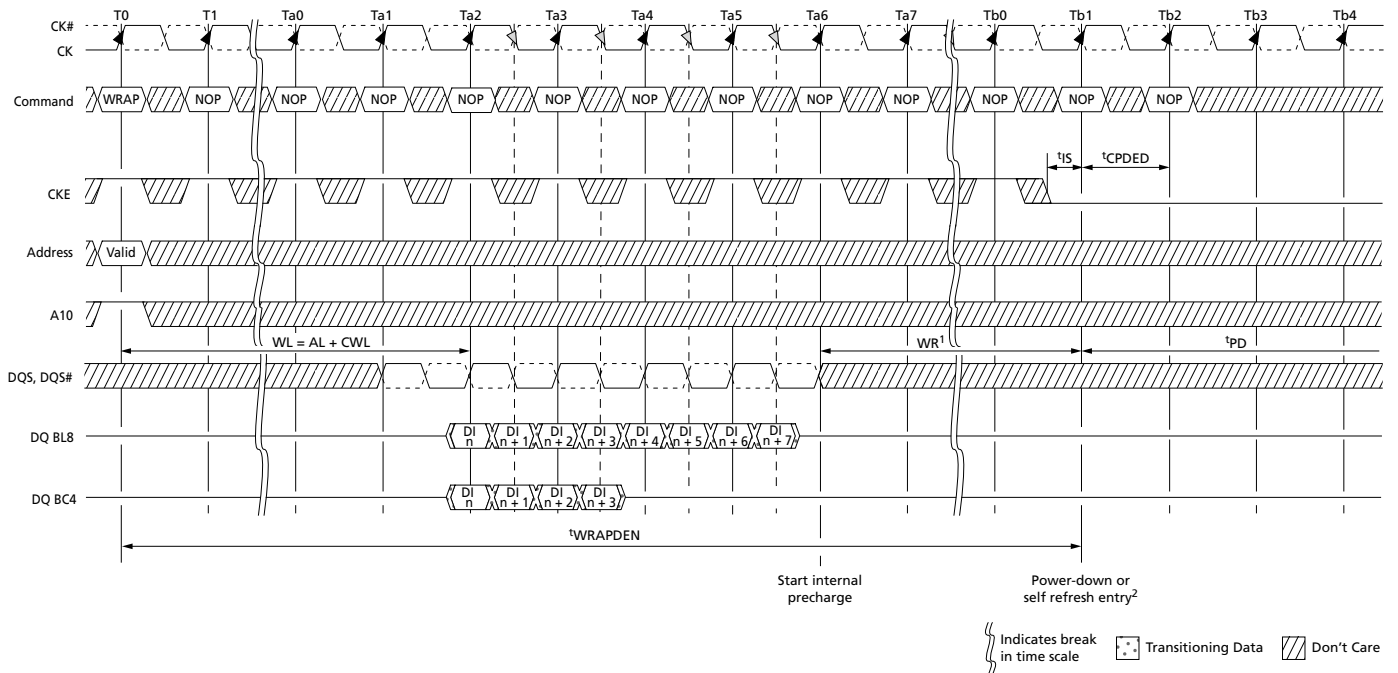 T0 T1 Ta0 Ta1 Ta2 Ta3 Ta4 Ta5 Ta6 Ta7 Tb0 Tb1 Tb2 Tb3 Tb4
CK#
CK
Command WRAP NOP NOP NOP NOP NOP NOP NOP NOP NOP NOP NOP NOP
tIS tCPDED
CKE
Address Valid
A10
WL = AL + CWL WR1 tPD
DQS, DQS#
DQ BL8 DI n DI n + 1 DI n + 2 DI n + 3 DI n + 4 DI n + 5 DI n + 6 DI n + 7
DQ BC4 DI n DI n + 1 DI n + 2 DI n + 3
tWRAPDEN
Start internal
precharge
Power-down or
self refresh entry2
Indicates break
in time scale
Transitioning Data
Don't Care